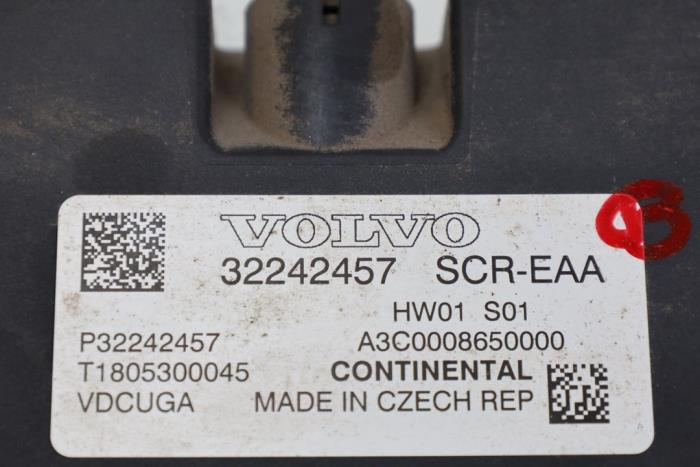 VOLVO
32242457 SCR-EAA
HW01 S01
P32242457 A3C0008650000
T1805300045 CONTINENTAL
VDCUGA MADE IN CZECH REP